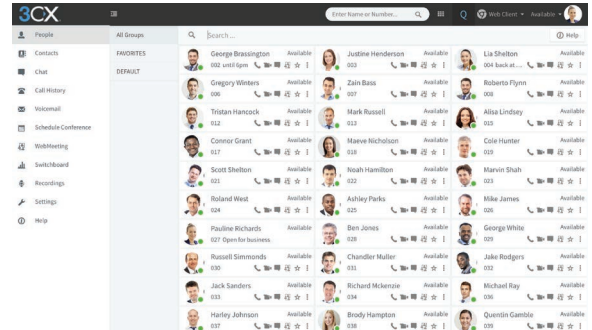 3CX
Enter Name or Number...
Web Client
Available
People
Contacts
Chat
Call History
Voicemail
Schedule Conference
WebMeeting
Switchboard
Recordings
Settings
Help
All Groups
FAVORITES
DEFAULT
Search...
Help
George Brassington Available
002 until 6pm
Justine Henderson Available
003
Lia Shelton Available
004 back at...
Gregory Winters Available
006
Zain Bass Available
007
Roberto Flynn Available
008
Tristan Hancock Available
012
Mark Russell Available
013
Alisa Lindsey Available
015
Connor Grant Available
017
Maeve Nicholson Available
018
Cole Hunter Available
019
Scott Shelton Available
021
Noah Hamilton Available
022
Marvin Shah Available
023
Roland West Available
024
Ashley Parks Available
025
Mike James Available
026
Pauline Richards Available
027 Open for business
Ben Jones Available
028
George White Available
029
Russell Simmonds Available
030
Chandler Muller Available
031
Jake Rodgers Available
032
Jack Sanders Available
033
Richard Mckenzie Available
034
Michael Ray Available
036
Harley Johnson Available
037
Brody Hampton Available
038
Quentin Gamble Available
039